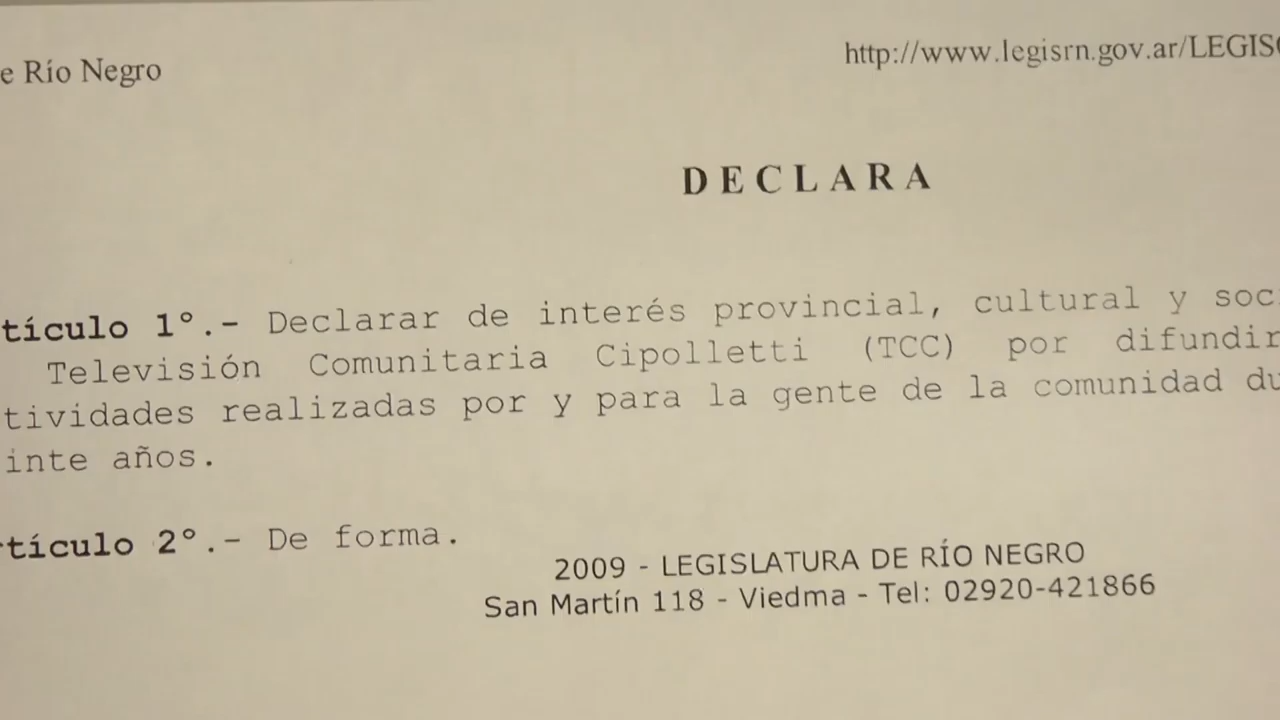 e Río Negro
http://www.legisrn.gov.ar/LEGIS
DECLARA
tículo 1º.- Declarar de interés provincial, cultural y soc
Televisión Comunitaria Cipolletti (TCC) por difundir
tividades realizadas por y para la gente de la comunidad du
inte años.
tículo 2º.- De forma.
2009 - LEGISLATURA DE RÍO NEGRO
San Martín 118 - Viedma - Tel: 02920-421866